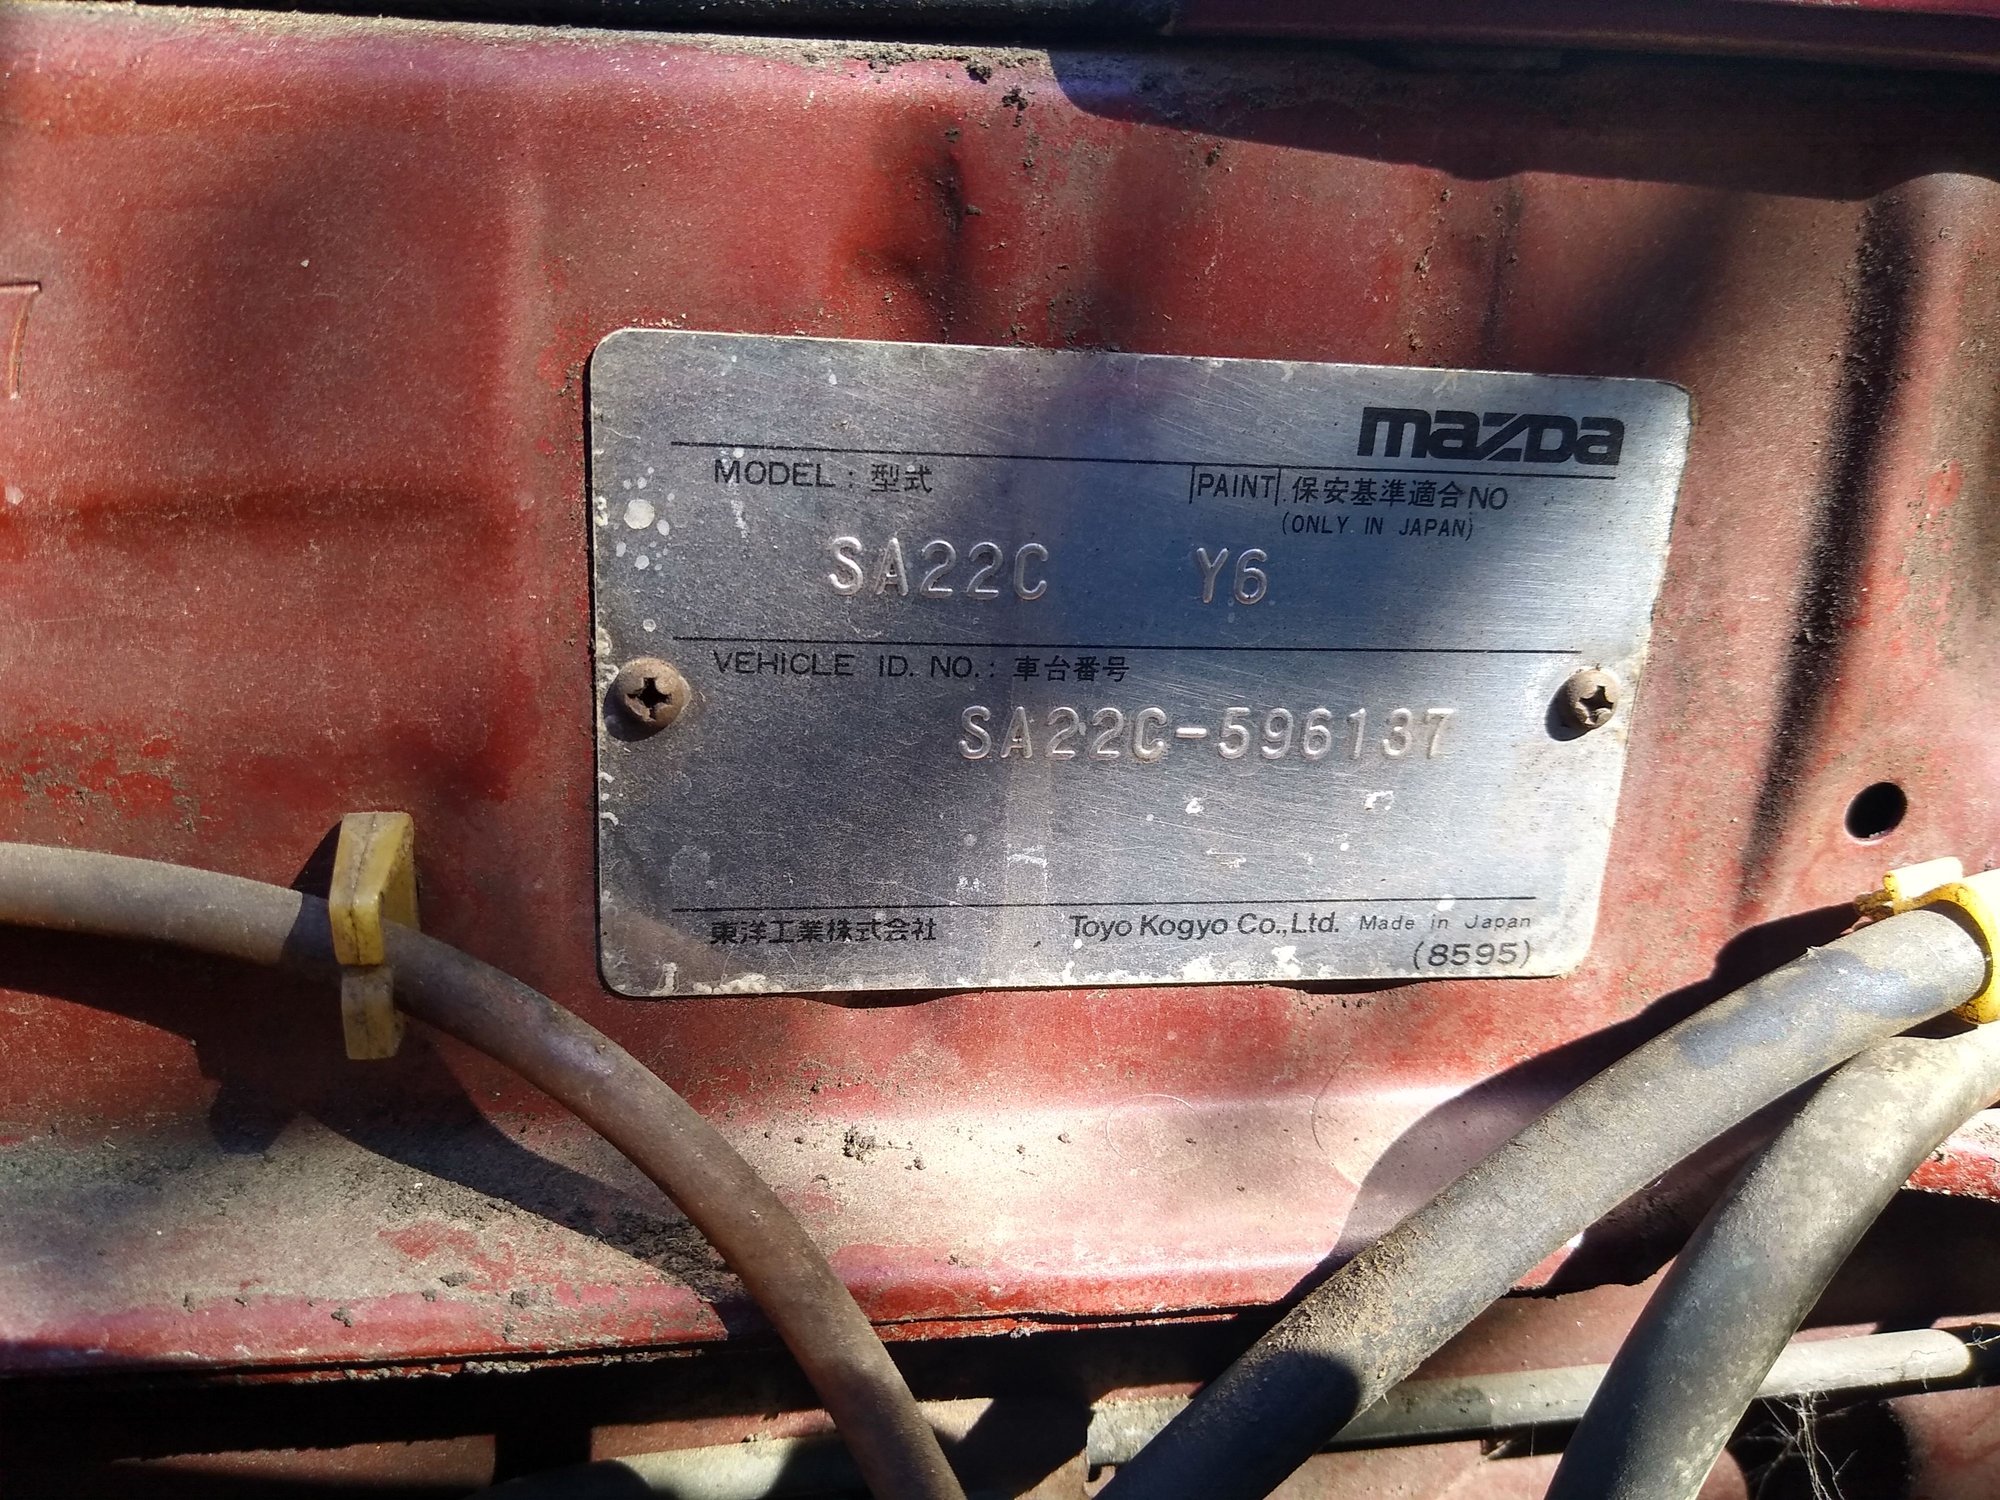 7
mazda
MODEL : 型式 PAINT 保安基準適合NO
(ONLY IN JAPAN)
SA22C Y6
VEHICLE ID. NO.: 車台番号
SA22C-596137
東洋工業株式会社 Toyo Kogyo Co.,Ltd. Made in Japan
(8595)